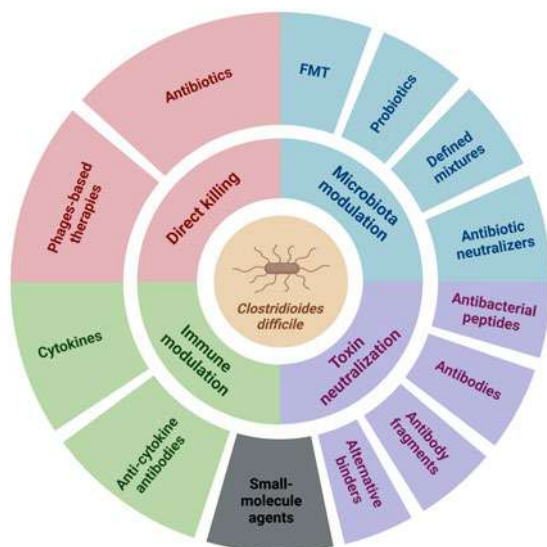 Antibiotics
FMT
Probiotics
Defined
mixtures
Antibiotic
neutralizers
Phages-based
therapies
Direct killing
Microbiota
modulation
Clostridioides
difficile
Cytokines
Immune
modulation
Toxin
neutralization
Antibacterial
peptides
Antibodies
Antibody
fragments
Alternative
binders
Small-
molecule
agents
Anti-cytokine
antibodies